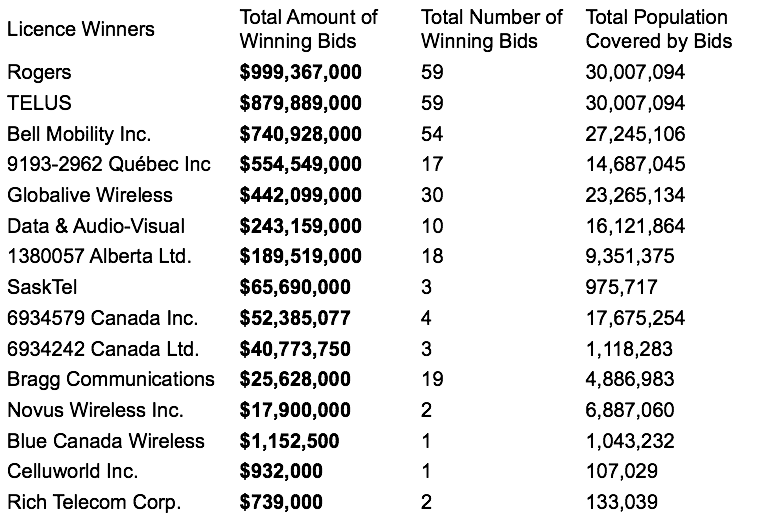 Licence Winners Total Amount of Winning Bids Total Number of Winning Bids Total Population Covered by Bids
Rogers $999,367,000 59 30,007,094
TELUS $879,889,000 59 30,007,094
Bell Mobility Inc. $740,928,000 54 27,245,106
9193-2962 Québec Inc $554,549,000 17 14,687,045
Globalive Wireless $442,099,000 30 23,265,134
Data & Audio-Visual $243,159,000 10 16,121,864
1380057 Alberta Ltd. $189,519,000 18 9,351,375
SaskTel $65,690,000 3 975,717
6934579 Canada Inc. $52,385,077 4 17,675,254
6934242 Canada Ltd. $40,773,750 3 1,118,283
Bragg Communications $25,628,000 19 4,886,983
Novus Wireless Inc. $17,900,000 2 6,887,060
Blue Canada Wireless $1,152,500 1 1,043,232
Celluworld Inc. $932,000 1 107,029
Rich Telecom Corp. $739,000 2 133,039